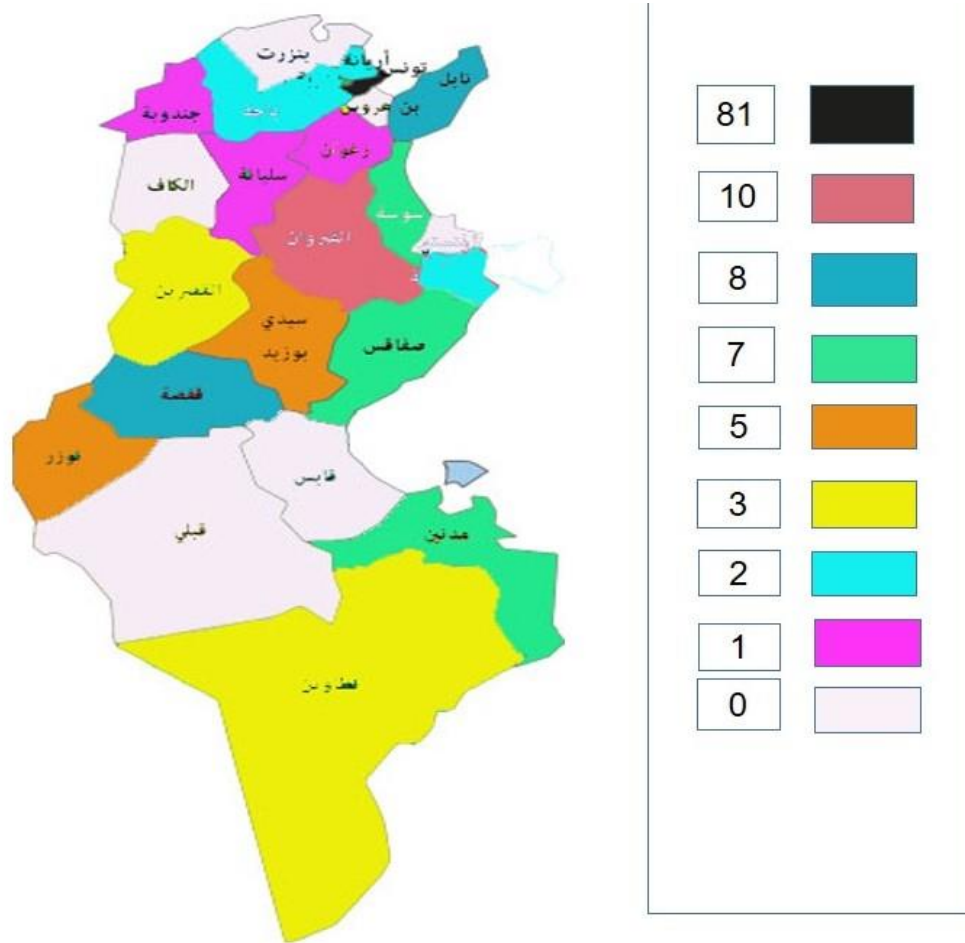 بنزرت
أريانة
تونس
نابل
جندوبة
باجة
بن عروس
زغوان
سليانة
الكاف
سوسة
القيروان
القصرين
سيدي
بوزيد
صفاقس
قفصة
توزر
قابس
قبلي
مدنين
تطاوين
81
10
8
7
5
3
2
1
0